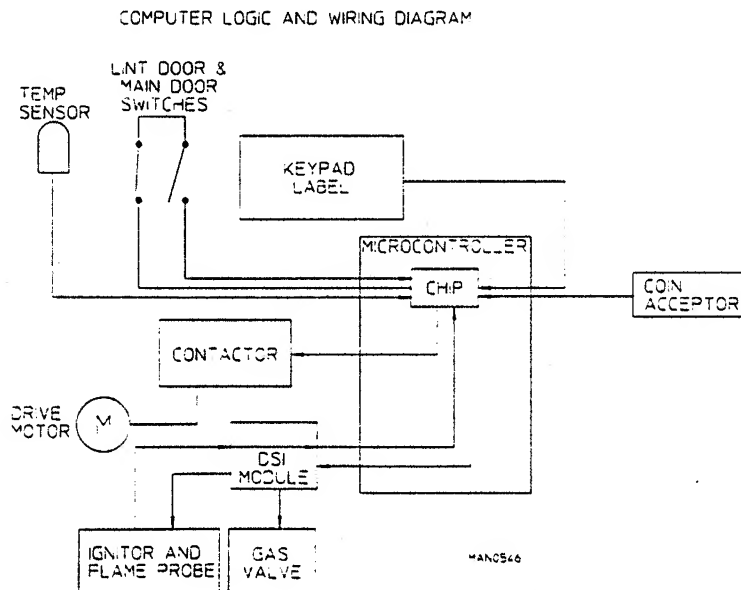 COMPUTER LOGIC AND WIRING DIAGRAM
LINT DOOR &
MAIN DOOR
SWITCHES
TEMP
SENSOR
KEYPAD
LABEL
MICROCONTROLLER
CHIP
COIN
ACCEPTOR
CONTACTOR
DRIVE
MOTOR
M
DSI
MODULE
IGNITOR AND
FLAME PROBE
GAS
VALVE
MAN0546